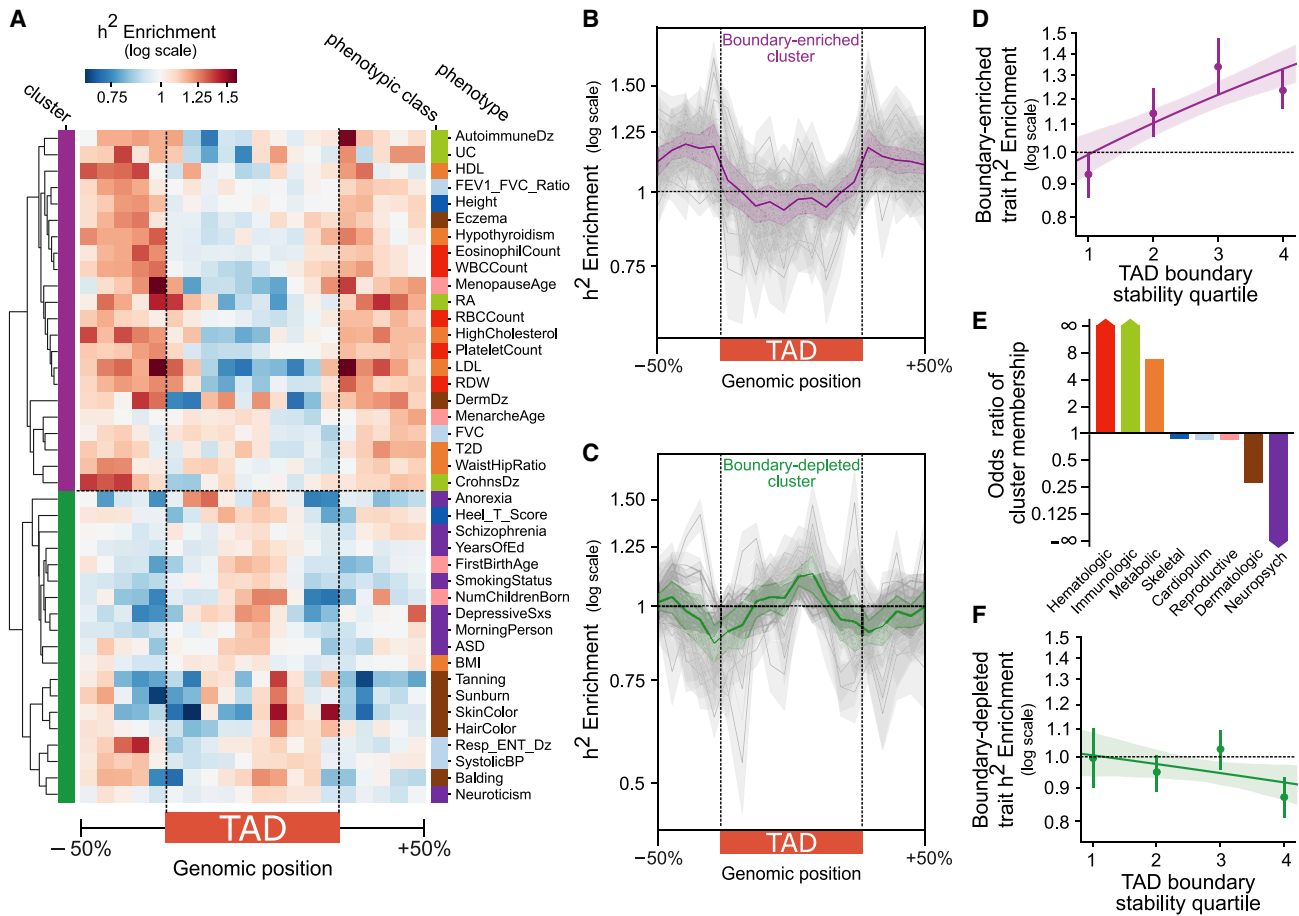 A
h2 Enrichment
(log scale)
0.75
1
1.25
1.5
cluster
phenotypic class
phenotype
AutoimmuneDz
UC
HDL
FEV1_FVC_Ratio
Height
Eczema
Hypothyroidism
EosinophilCount
WBCCount
MenopauseAge
RA
RBCCount
HighCholesterol
PlateletCount
LDL
RDW
DermDz
MenarcheAge
FVC
T2D
WaistHipRatio
CrohnsDz
Anorexia
Heel_T_Score
Schizophrenia
YearsOfEd
FirstBirthAge
SmokingStatus
NumChildrenBorn
DepressiveSxs
MorningPerson
ASD
BMI
Tanning
Sunburn
SkinColor
HairColor
Resp_ENT_Dz
SystolicBP
Balding
Neuroticism
TAD
−50%
+50%
Genomic position
B
Boundary-enriched
cluster
h2 Enrichment (log scale)
1.50
1.25
1
0.75
TAD
−50%
+50%
Genomic position
C
Boundary-depleted
cluster
h2 Enrichment (log scale)
1.50
1.25
1
0.75
0.5
TAD
−50%
+50%
Genomic position
D
Boundary-enriched
trait h2 Enrichment
(log scale)
1.5
1.3
1.2
1.1
1.0
0.9
0.8
1 2 3 4
TAD boundary
stability quartile
E
Odds ratio of
cluster membership
∞
8
4
2
1
0.5
0.25
0.125
−∞
Hematologic
Immunologic
Metabolic
Skeletal
Cardiopulm
Reproductive
Dermatologic
Neuropsych
F
Boundary-depleted
trait h2 Enrichment
(log scale)
1.5
1.4
1.3
1.1
1.0
0.9
0.8
1 2 3 4
TAD boundary
stability quartile